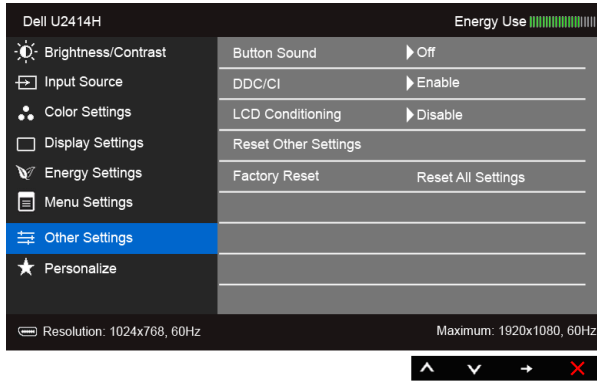 Dell U2414H Energy Use
Brightness/Contrast Button Sound Off
Input Source DDC/CI Enable
Color Settings LCD Conditioning Disable
Display Settings Reset Other Settings
Energy Settings Factory Reset Reset All Settings
Menu Settings
Other Settings
Personalize
Resolution: 1024x768, 60Hz Maximum: 1920x1080, 60Hz